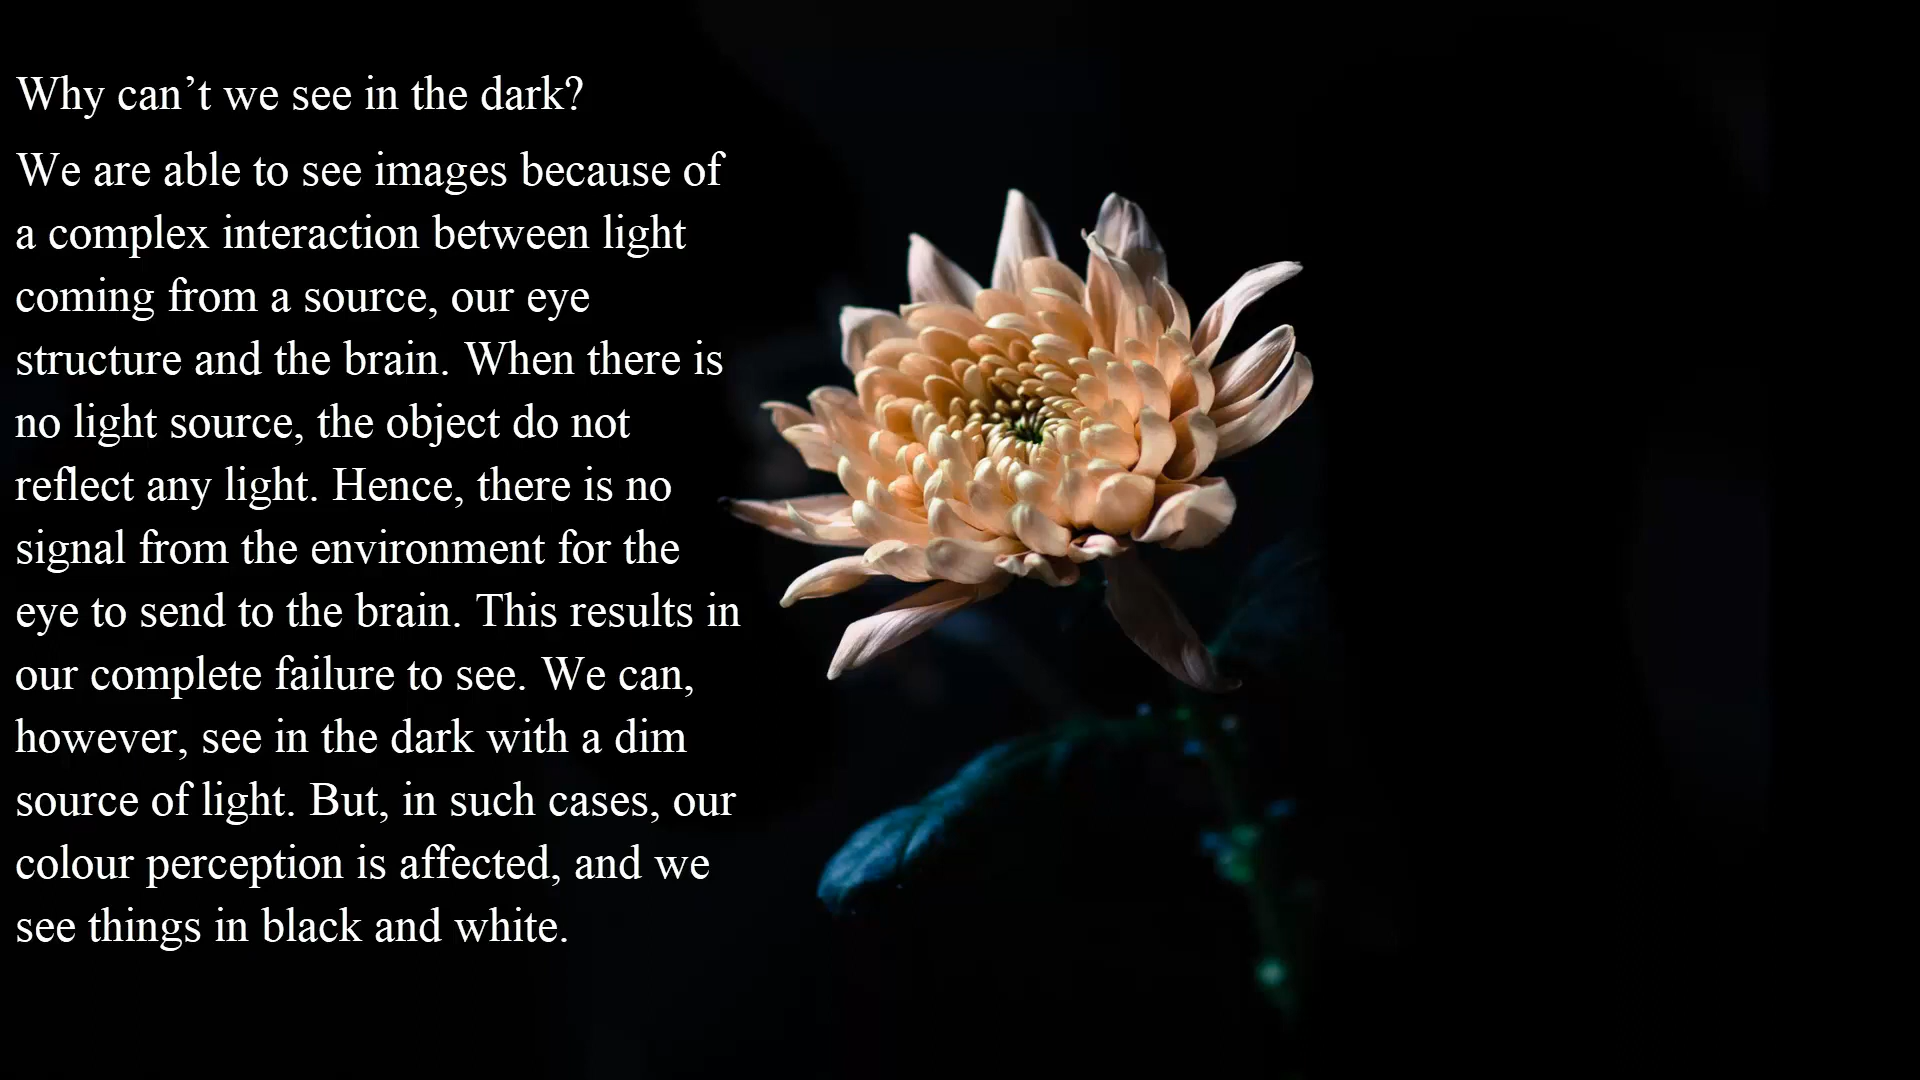 Why can’t we see in the dark?
We are able to see images because of
a complex interaction between light
coming from a source, our eye
structure and the brain. When there is
no light source, the object do not
reflect any light. Hence, there is no
signal from the environment for the
eye to send to the brain. This results in
our complete failure to see. We can,
however, see in the dark with a dim
source of light. But, in such cases, our
colour perception is affected, and we
see things in black and white.